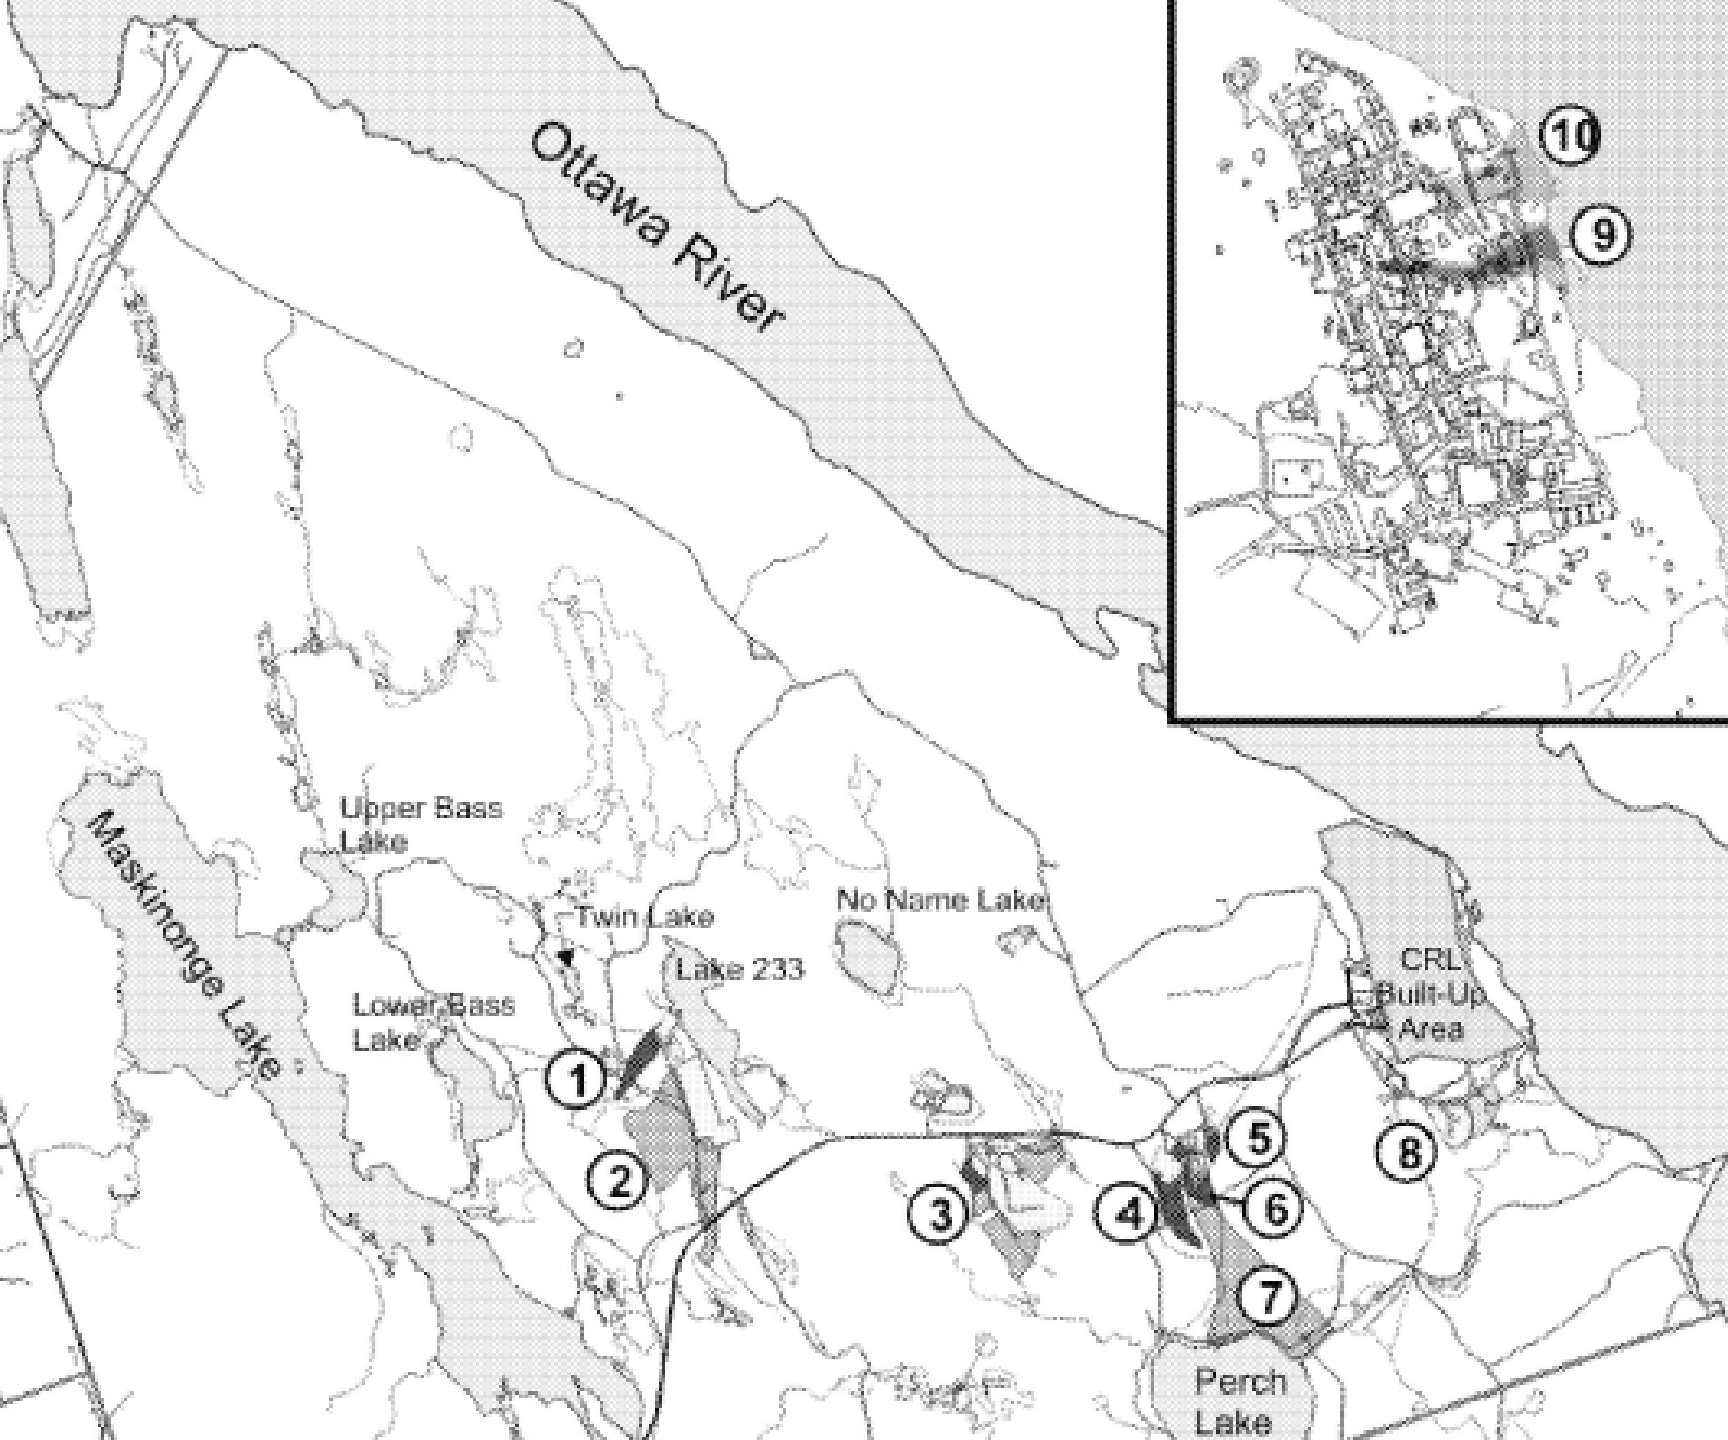 Ottawa River
10
9
Upper Bass
Lake
Maskinonge Lake
Twin Lake
No Name Lake
Lake 233
CRL
Built-Up
Area
Lower Bass
Lake
1
2
3
4
5
6
7
8
Perch
Lake